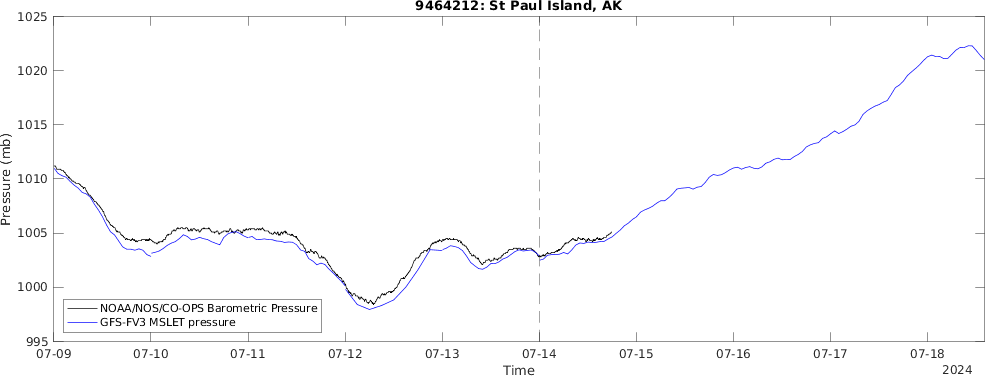 9464212: St Paul Island, AK
1025
1020
1015
1010
1005
1000
995
Pressure (mb)
NOAA/NOS/CO-OPS Barometric Pressure
GFS-FV3 MSLET pressure
07-09 07-10 07-11 07-12 07-13 07-14 07-15 07-16 07-17 07-18
Time
2024